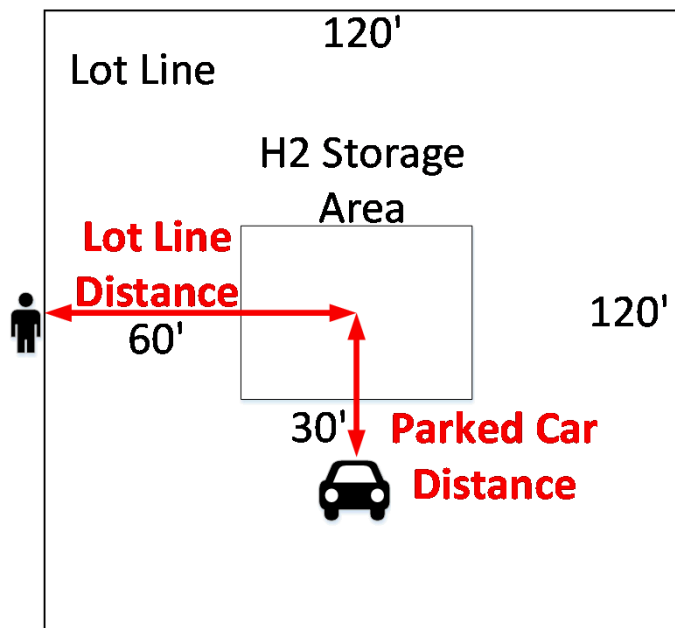 120'
Lot Line
H2 Storage
Area
Lot Line
Distance
60'
120'
30'
Parked Car
Distance